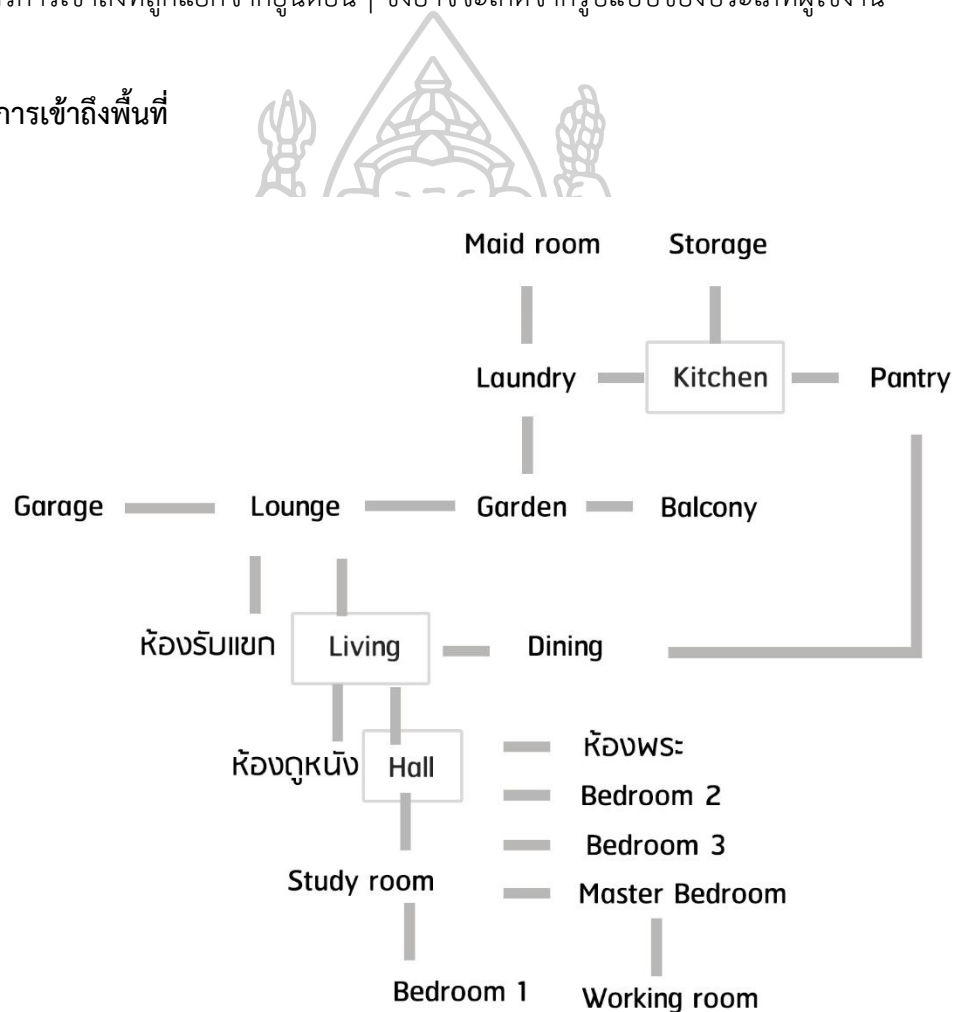 การเข้าถึงพื้นที่
Maid room Storage
Laundry Kitchen Pantry
Garage Lounge Garden Balcony
ห้องรับแขก Living Dining
ห้องดูหนัง Hall ห้องพระ
Bedroom 2
Bedroom 3
Study room Master Bedroom
Bedroom 1 Working room